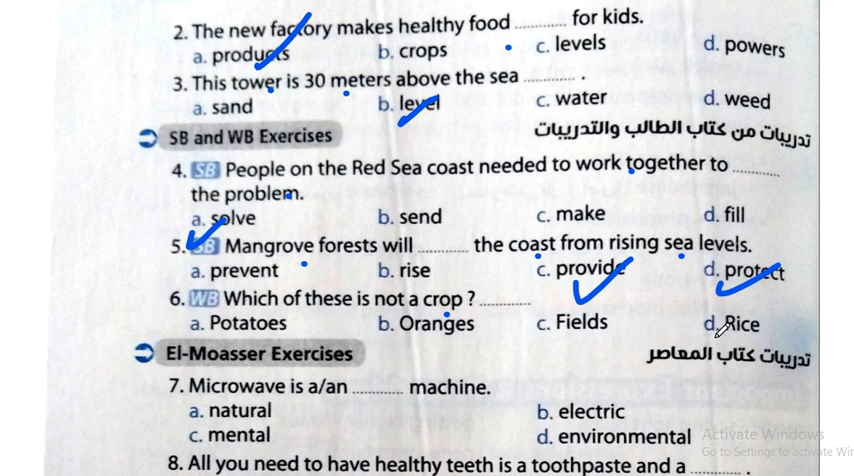 2. The new factory makes healthy food .......... for kids.
a. products b. crops c. levels d. powers
3. This tower is 30 meters above the sea .......... .
a. sand b. level c. water d. weed
SB and WB Exercises تدريبات من كتاب الطالب والتدريبات
4. SB People on the Red Sea coast needed to work together to ..........
the problem.
a. solve b. send c. make d. fill
5. SB Mangrove forests will .......... the coast from rising sea levels.
a. prevent b. rise c. provide d. protect
6. WB Which of these is not a crop ? ..........
a. Potatoes b. Oranges c. Fields d. Rice
El-Moasser Exercises تدريبات كتاب المعاصر
7. Microwave is a/an .......... machine.
a. natural b. electric
c. mental d. environmental
8. All you need to have healthy teeth is a toothpaste and a .......... .
Activate Windows
Go to Settings to activate Wir